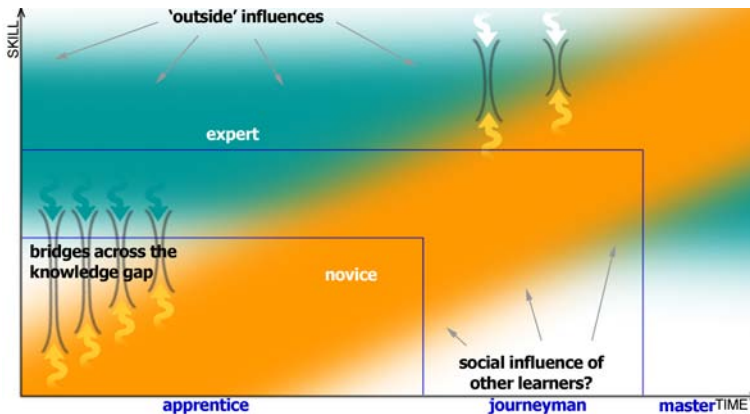 SKILL
‘outside’ influences
expert
bridges across the
knowledge gap
novice
social influence of
other learners?
apprentice
journeyman
master
TIME